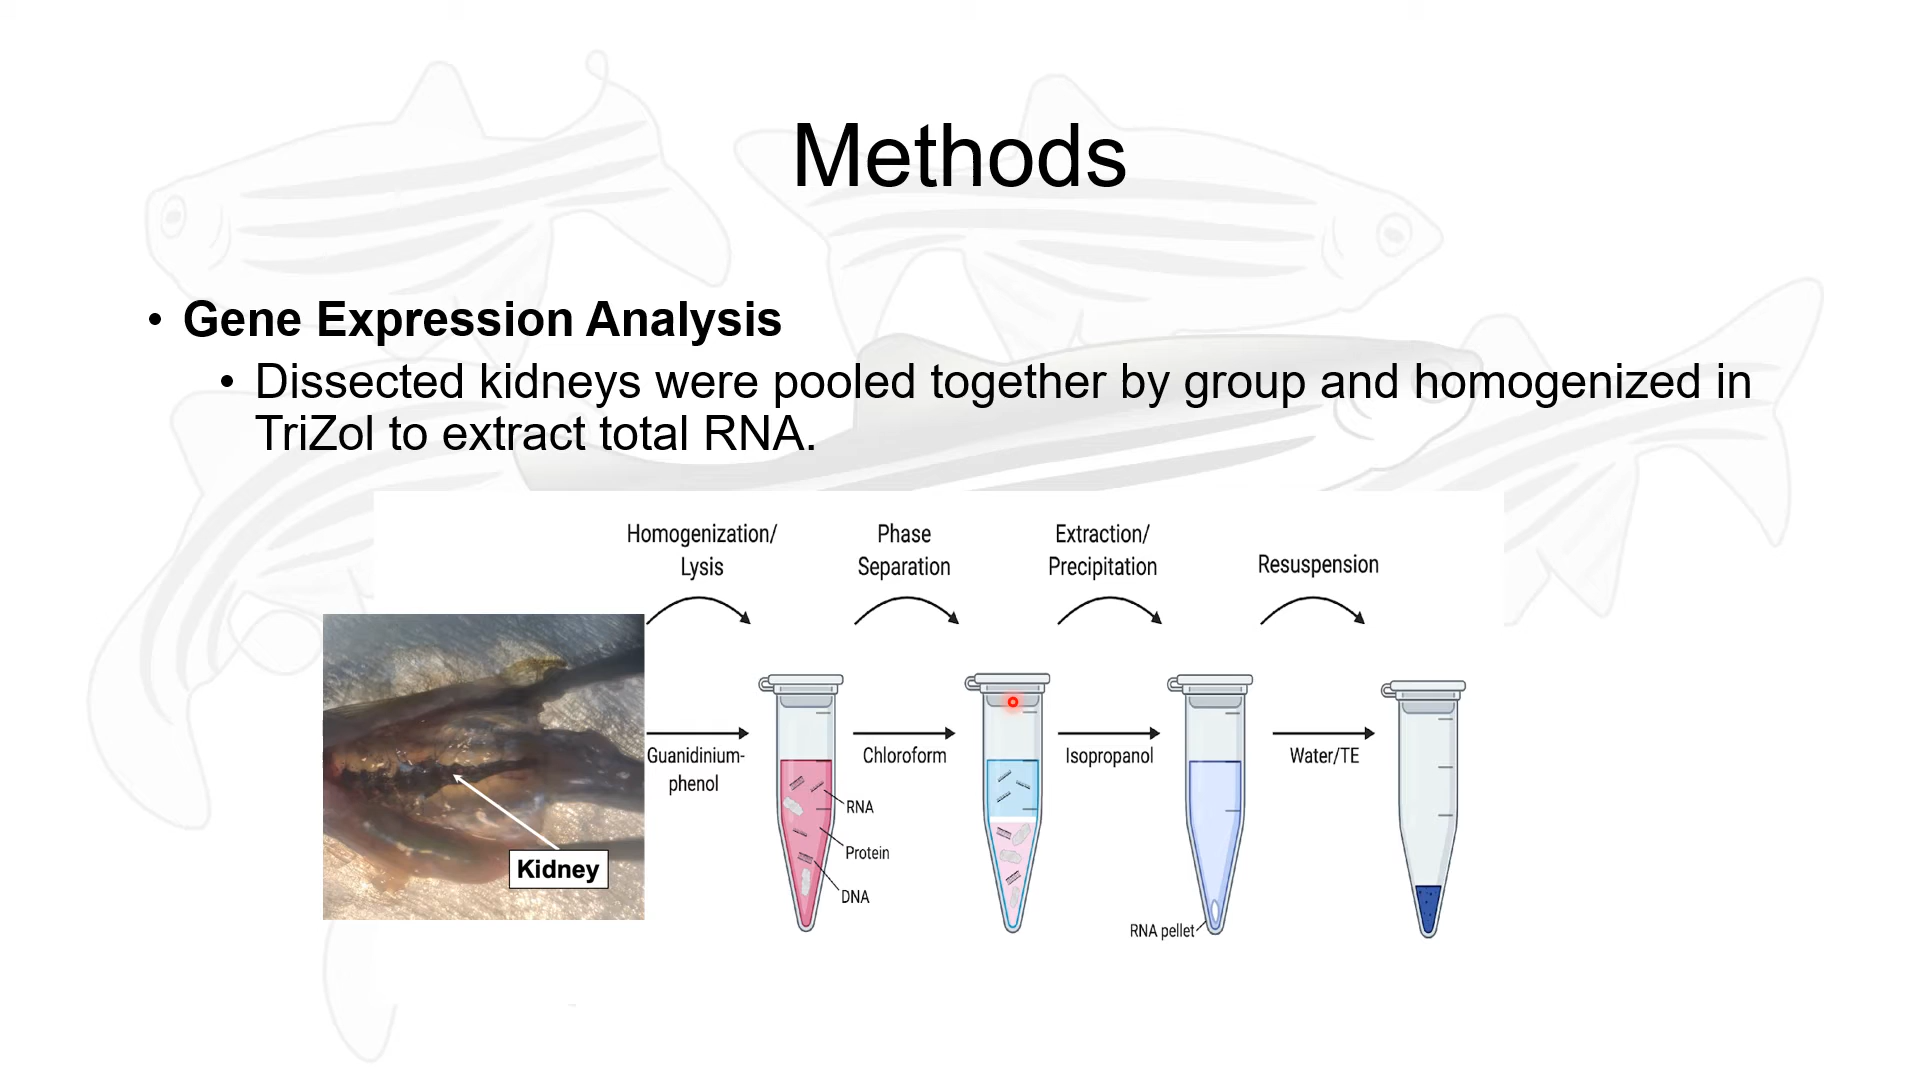 Methods
• Gene Expression Analysis
• Dissected kidneys were pooled together by group and homogenized in
TriZol to extract total RNA.
Homogenization/
Lysis
Phase
Separation
Extraction/
Precipitation
Resuspension
Guanidinium-
phenol
Chloroform
Isopropanol
Water/TE
RNA
Protein
DNA
Kidney
RNA pellet